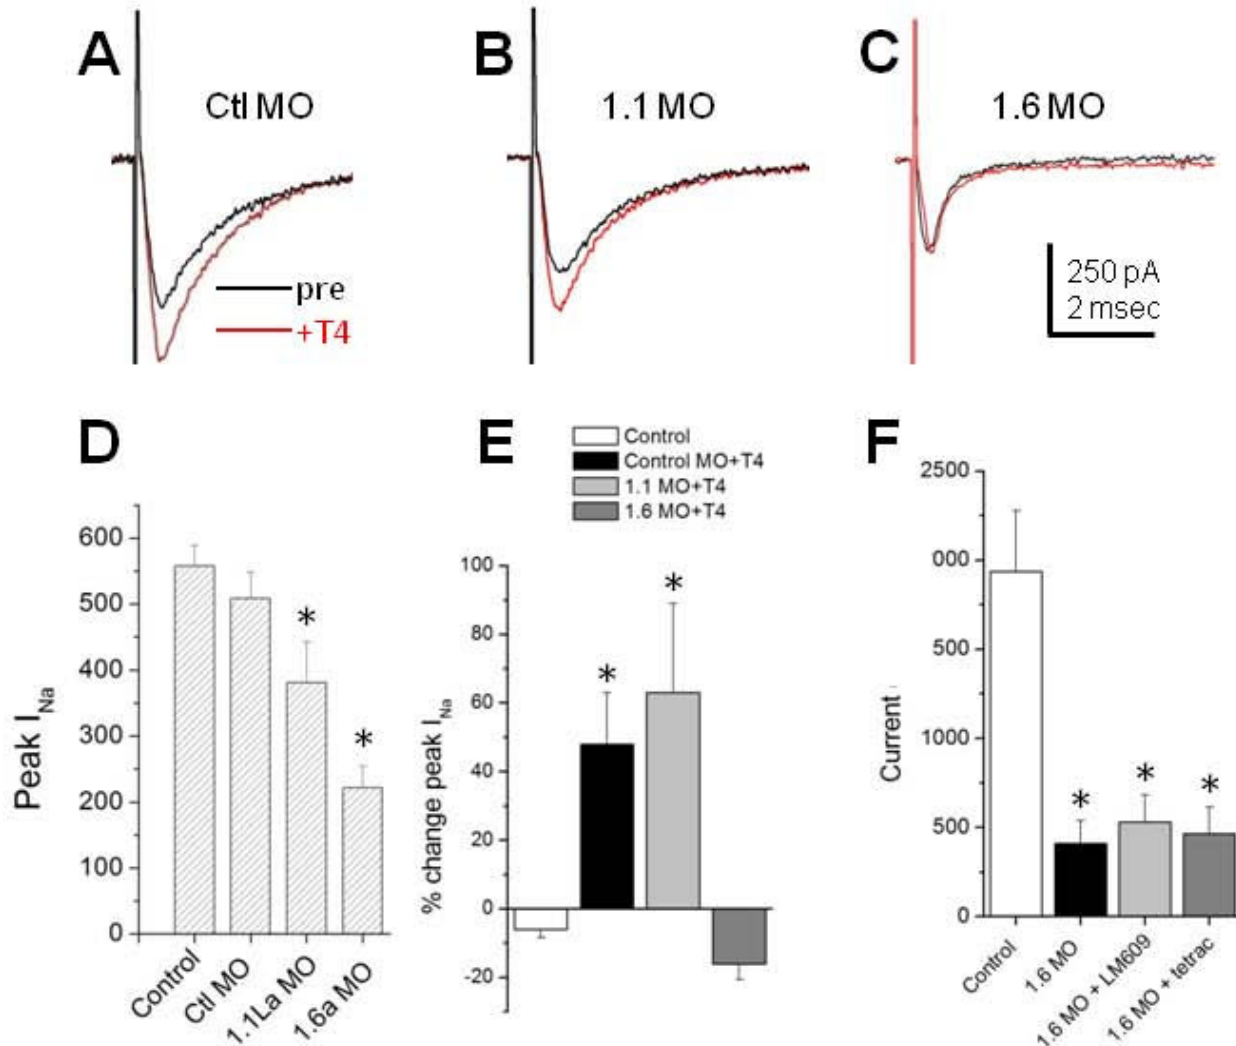 A
Ctl MO
pre
+T4
B
1.1 MO
C
1.6 MO
250 pA
2 msec
D
Peak I_Na
600
500
400
300
200
100
0
Control
Ctl MO
1.1La MO
1.6a MO
*
*
E
Control
Control MO+T4
1.1 MO+T4
1.6 MO+T4
% change peak I_Na
100
80
60
40
20
0
-20
*
*
F
Current
2500
000
500
1000
500
0
*
*
*
Control
1.6 MO
1.6 MO + LM609
1.6 MO + tetrac